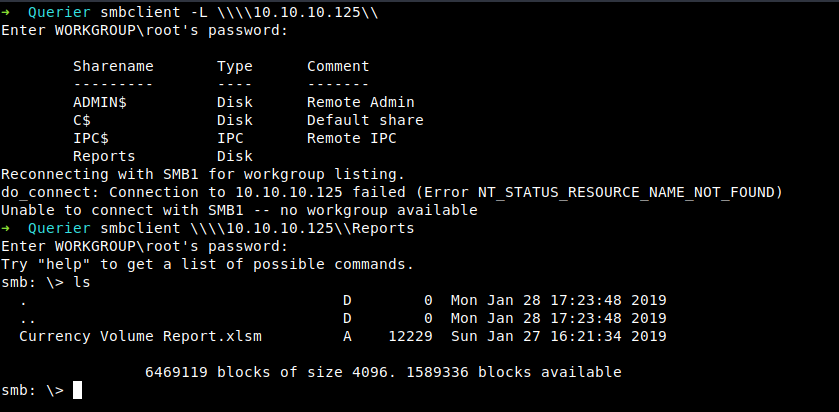 ➜  Querier smbclient -L \\\\10.10.10.125\\
Enter WORKGROUP\root's password:
        Sharename       Type      Comment
        ---------       ----      -------
        ADMIN$          Disk      Remote Admin
        C$              Disk      Default share
        IPC$            IPC       Remote IPC
        Reports         Disk
Reconnecting with SMB1 for workgroup listing.
do_connect: Connection to 10.10.10.125 failed (Error NT_STATUS_RESOURCE_NAME_NOT_FOUND)
Unable to connect with SMB1 -- no workgroup available
➜  Querier smbclient \\\\10.10.10.125\\Reports
Enter WORKGROUP\root's password:
Try "help" to get a list of possible commands.
smb: \> ls
  .                                   D        0  Mon Jan 28 17:23:48 2019
  ..                                  D        0  Mon Jan 28 17:23:48 2019
  Currency Volume Report.xlsm         A    12229  Sun Jan 27 16:21:34 2019
                6469119 blocks of size 4096. 1589336 blocks available
smb: \>